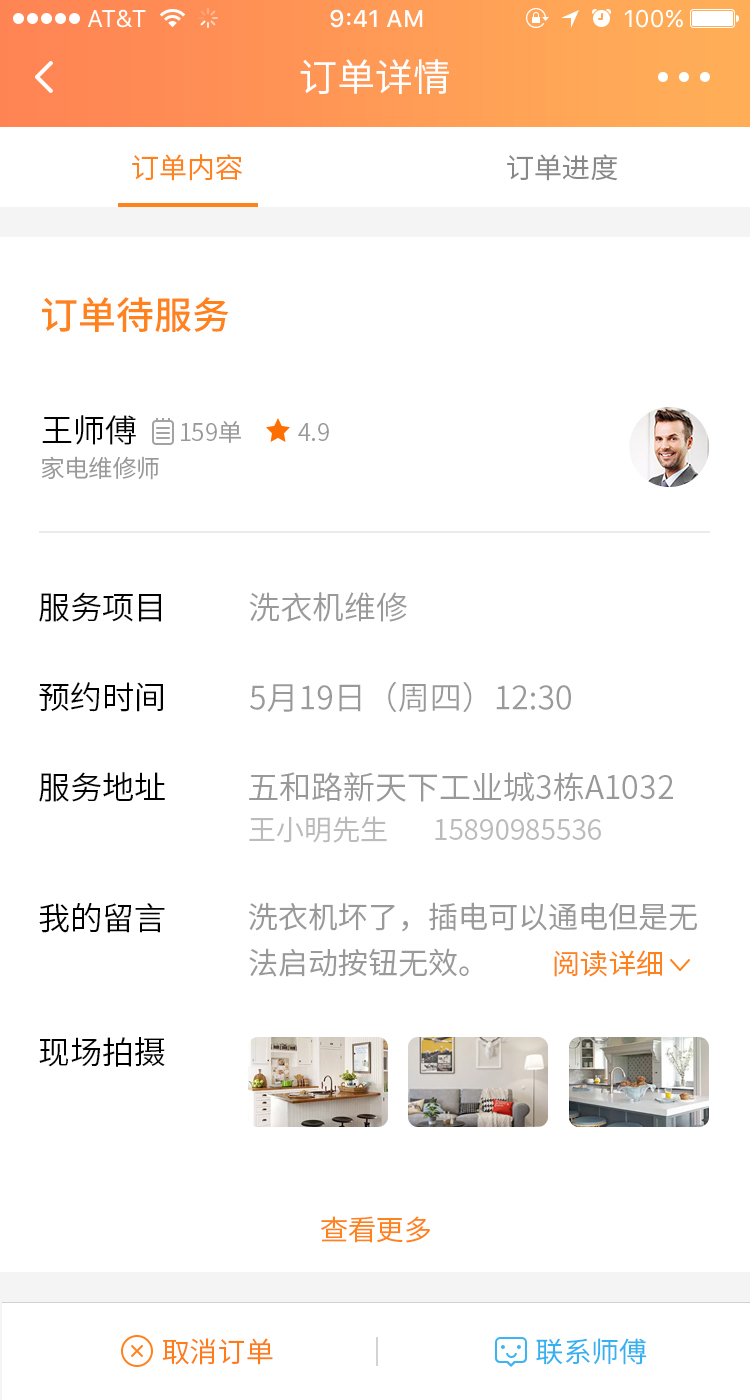 AT&T 9:41 AM 100%
订单详情
订单内容 订单进度
订单待服务
王师傅 159单 4.9
家电维修师
服务项目 洗衣机维修
预约时间 5月19日（周四）12:30
服务地址 五和路新天下工业城3栋A1032
王小明先生 15890985536
我的留言 洗衣机坏了，插电可以通电但是无
法启动按钮无效。 阅读详细
现场拍摄
查看更多
取消订单 联系师傅